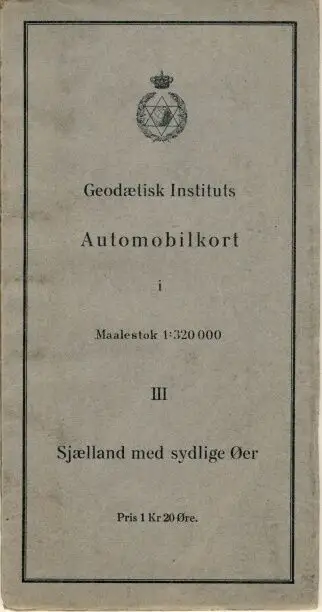 Geodætisk Instituts
Automobilkort
i
Maalestok 1:320 000
III
Sjælland med sydlige Øer
Pris 1 Kr 20 Øre.